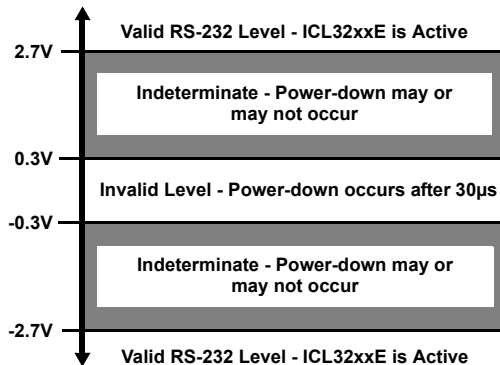 Valid RS-232 Level - ICL32xxE is Active
2.7V
Indeterminate - Power-down may or
may not occur
0.3V
Invalid Level - Power-down occurs after 30µs
-0.3V
Indeterminate - Power-down may or
may not occur
-2.7V
Valid RS-232 Level - ICL32xxE is Active